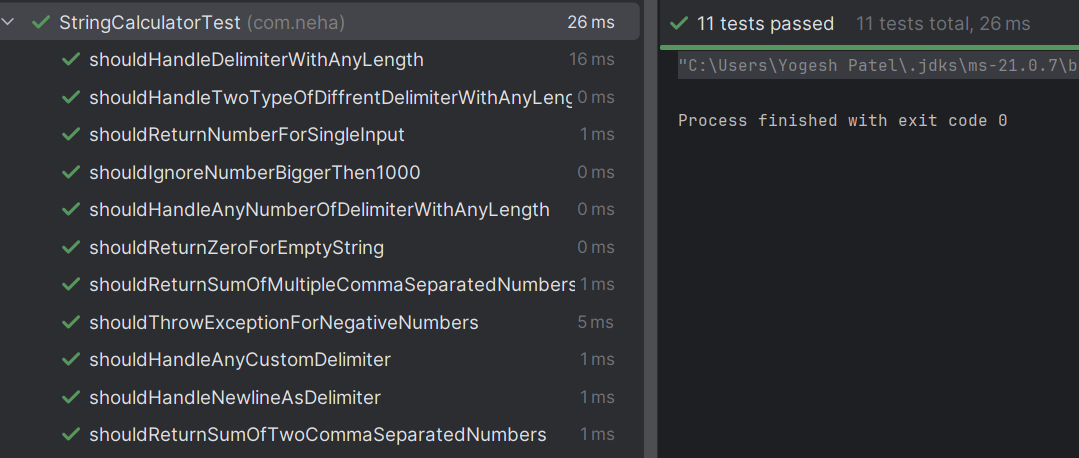 StringCalculatorTest (com.neha) 26 ms
shouldHandleDelimiterWithAnyLength 16 ms
shouldHandleTwoTypeOfDiffrentDelimiterWithAnyLeng 0 ms
shouldReturnNumberForSingleInput 1 ms
shouldIgnoreNumberBiggerThen1000 0 ms
shouldHandleAnyNumberOfDelimiterWithAnyLength 0 ms
shouldReturnZeroForEmptyString 0 ms
shouldReturnSumOfMultipleCommaSeparatedNumbers 1 ms
shouldThrowExceptionForNegativeNumbers 5 ms
shouldHandleAnyCustomDelimiter 1 ms
shouldHandleNewlineAsDelimiter 1 ms
shouldReturnSumOfTwoCommaSeparatedNumbers 1 ms
11 tests passed 11 tests total, 26 ms
"C:\Users\Yogesh Patel\.jdks\ms-21.0.7\b
Process finished with exit code 0